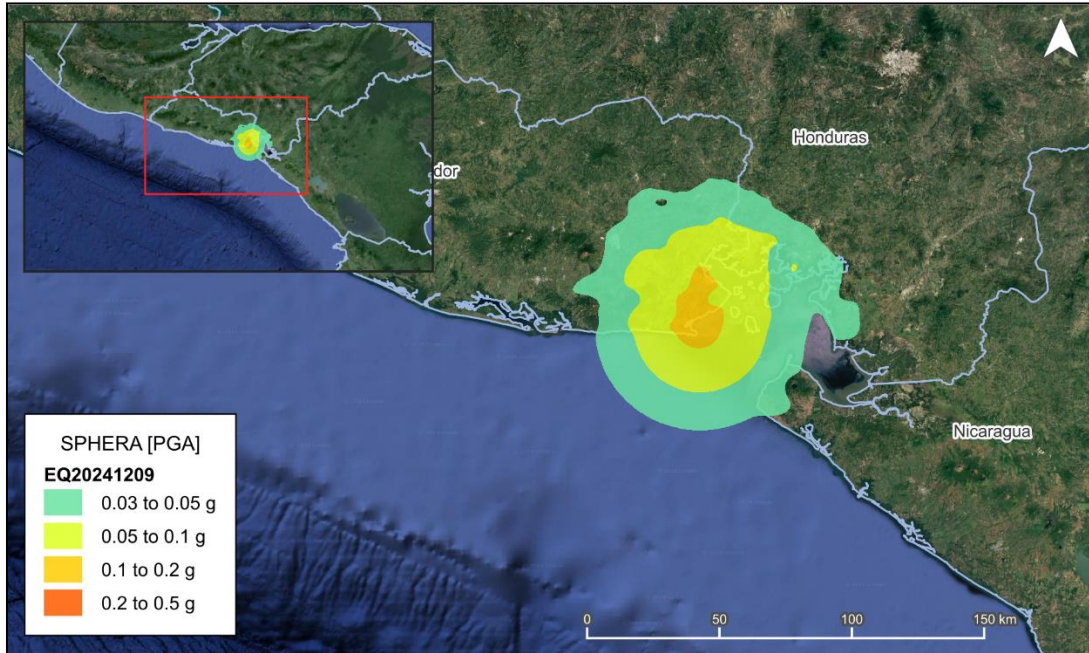 Honduras
dor
Nicaragua
SPHERA [PGA]
EQ20241209
0.03 to 0.05 g
0.05 to 0.1 g
0.1 to 0.2 g
0.2 to 0.5 g
0 50 100 150 km